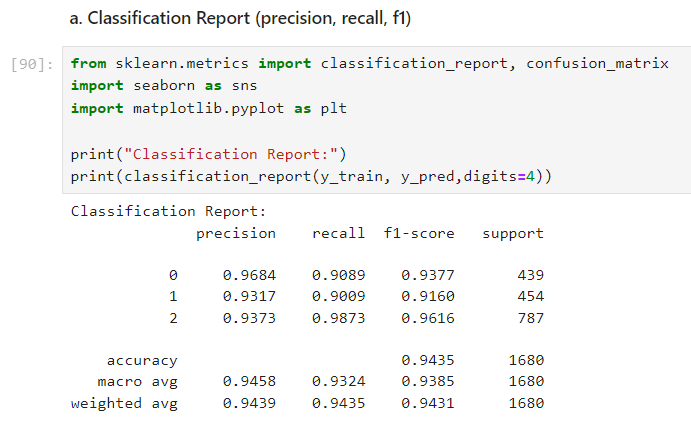 a. Classification Report (precision, recall, f1)
[90]: from sklearn.metrics import classification_report, confusion_matrix
import seaborn as sns
import matplotlib.pyplot as plt
print("Classification Report:")
print(classification_report(y_train, y_pred,digits=4))
Classification Report:
precision recall f1-score support
0 0.9684 0.9089 0.9377 439
1 0.9317 0.9009 0.9160 454
2 0.9373 0.9873 0.9616 787
accuracy 0.9435 1680
macro avg 0.9458 0.9324 0.9385 1680
weighted avg 0.9439 0.9435 0.9431 1680